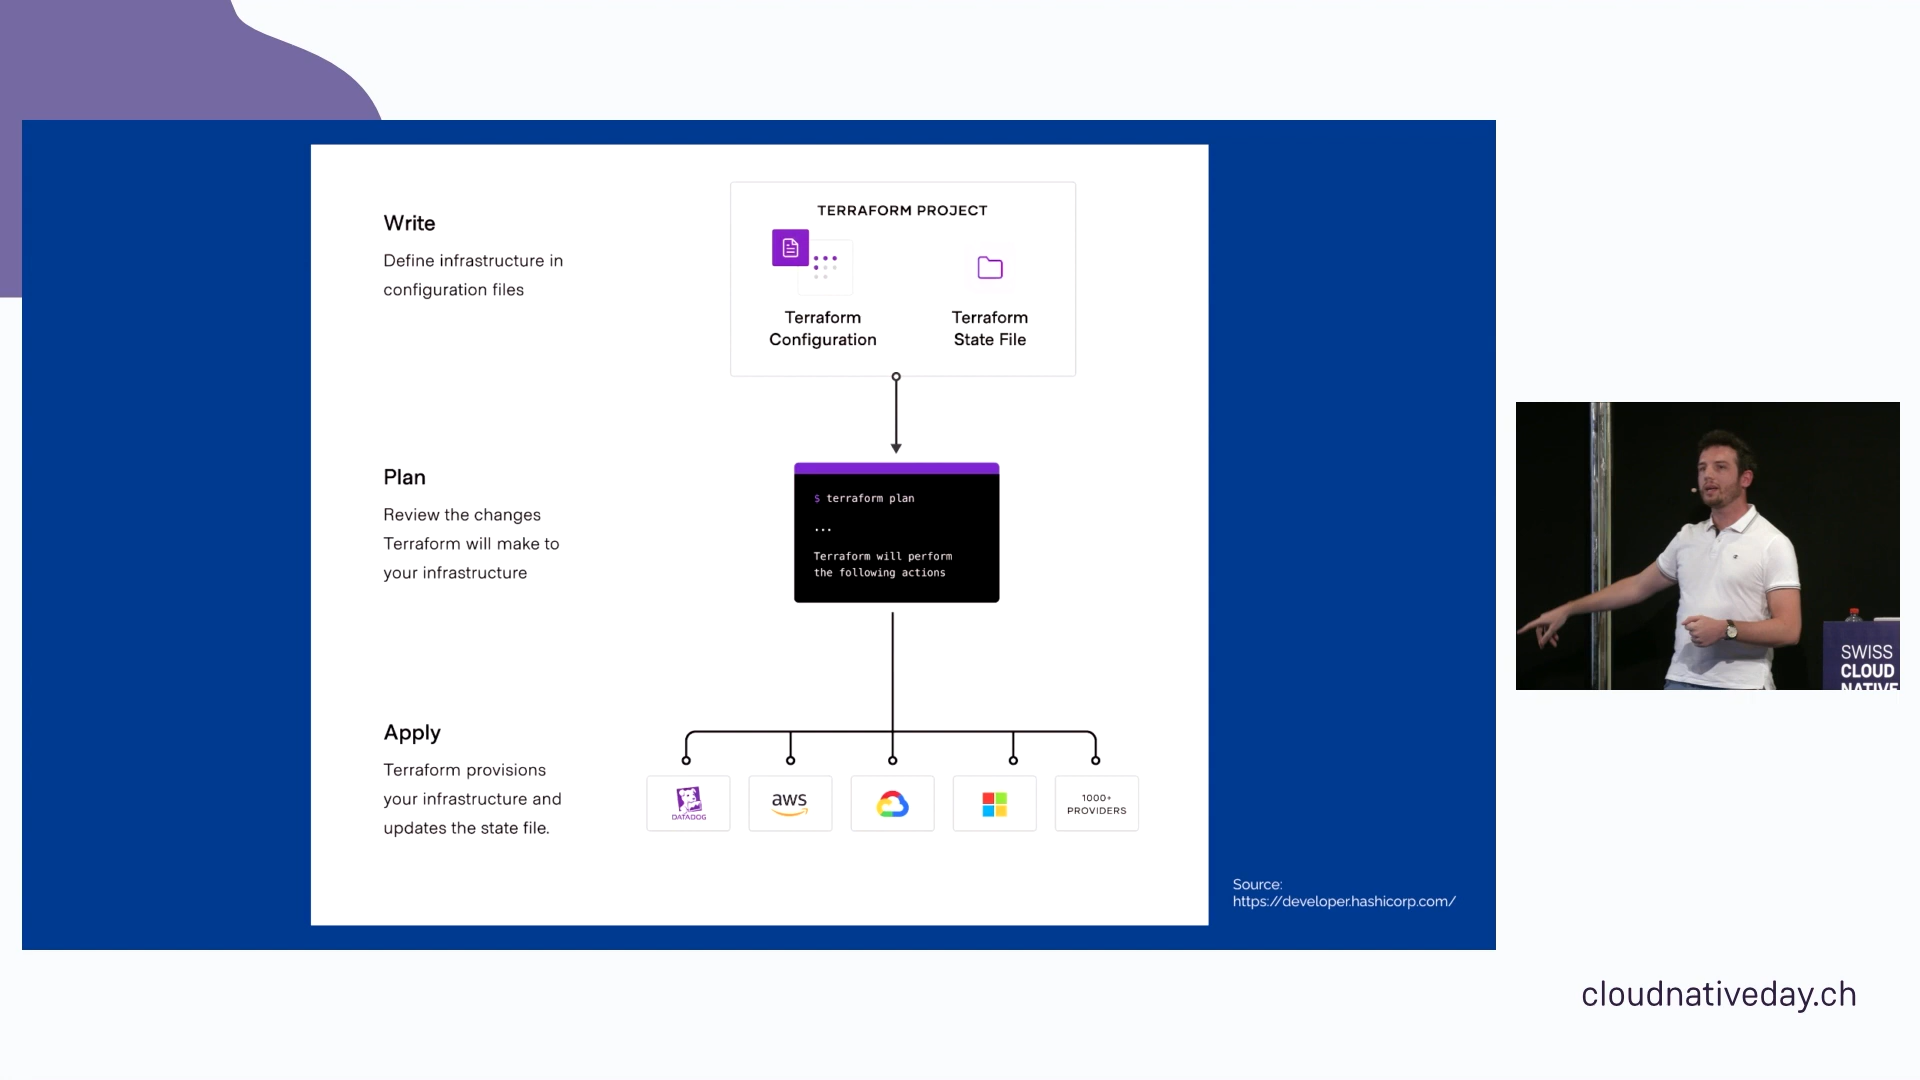 Write
Define infrastructure in
configuration files
TERRAFORM PROJECT
Terraform
Configuration
Terraform
State File
Plan
Review the changes
Terraform will make to
your infrastructure
$ terraform plan
...
Terraform will perform
the following actions
Apply
Terraform provisions
your infrastructure and
updates the state file.
DATADOG
aws
1000+
PROVIDERS
Source:
https://developer.hashicorp.com/
SWISS
CLOUD
NATIVE
cloudnativeday.ch